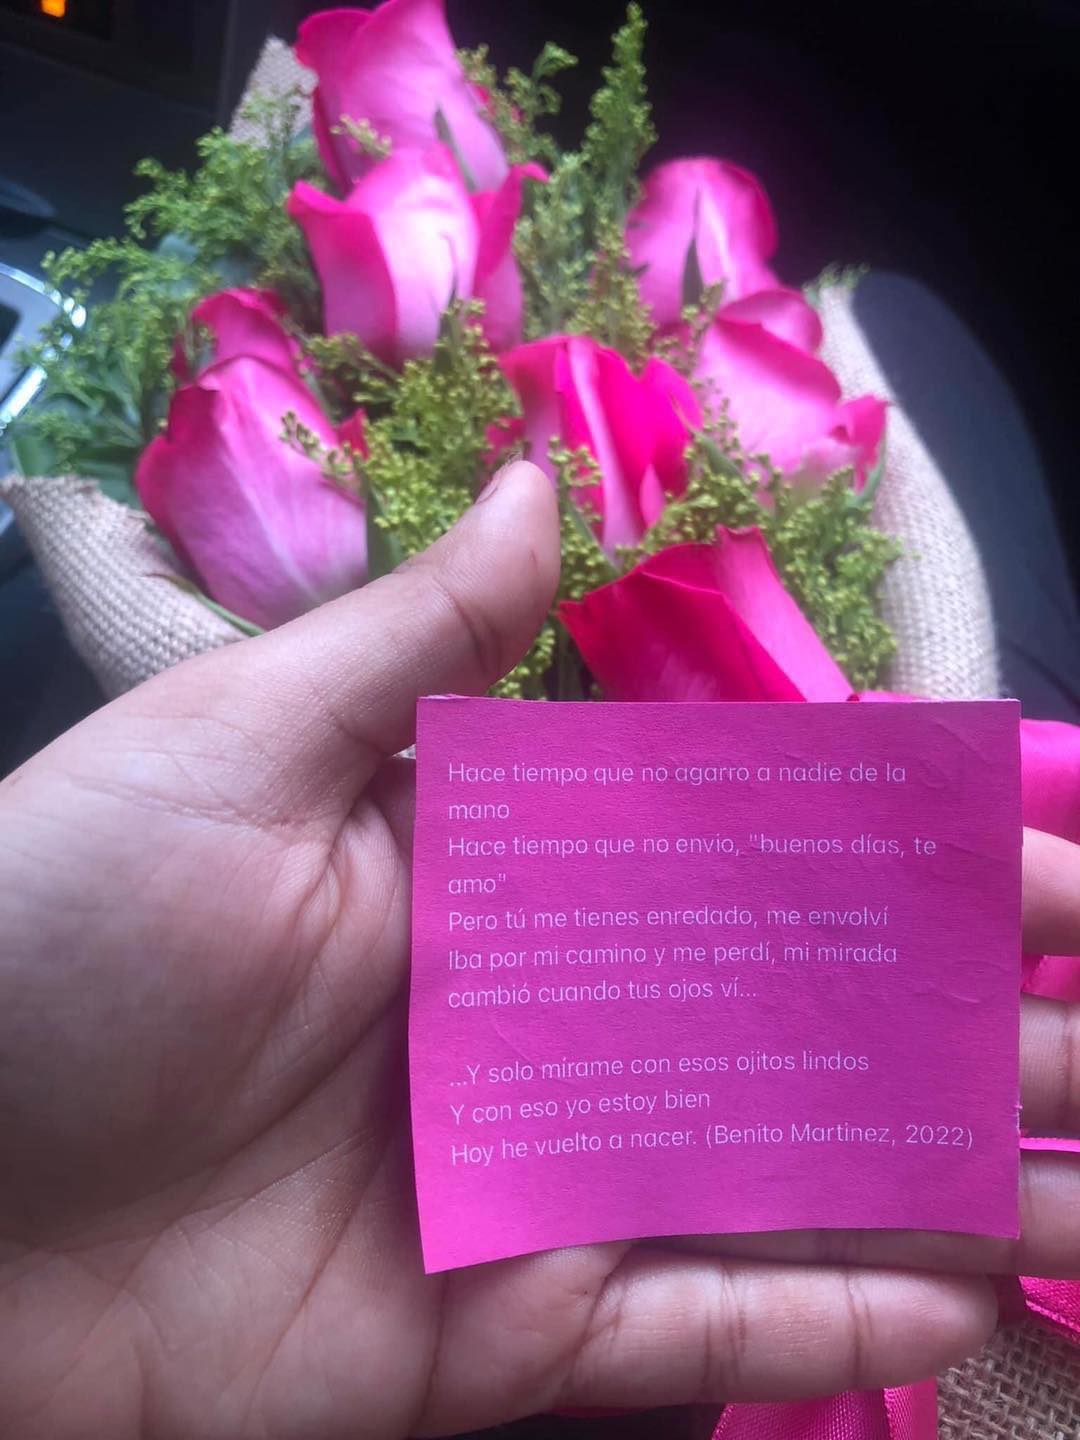 Hace tiempo que no agarro a nadie de la
mano
Hace tiempo que no envio, "buenos días, te
amo"
Pero tú me tienes enredado, me envolví
Iba por mi camino y me perdí, mi mirada
cambió cuando tus ojos ví...
...Y solo mírame con esos ojitos lindos
Y con eso yo estoy bien
Hoy he vuelto a nacer. (Benito Martinez, 2022)